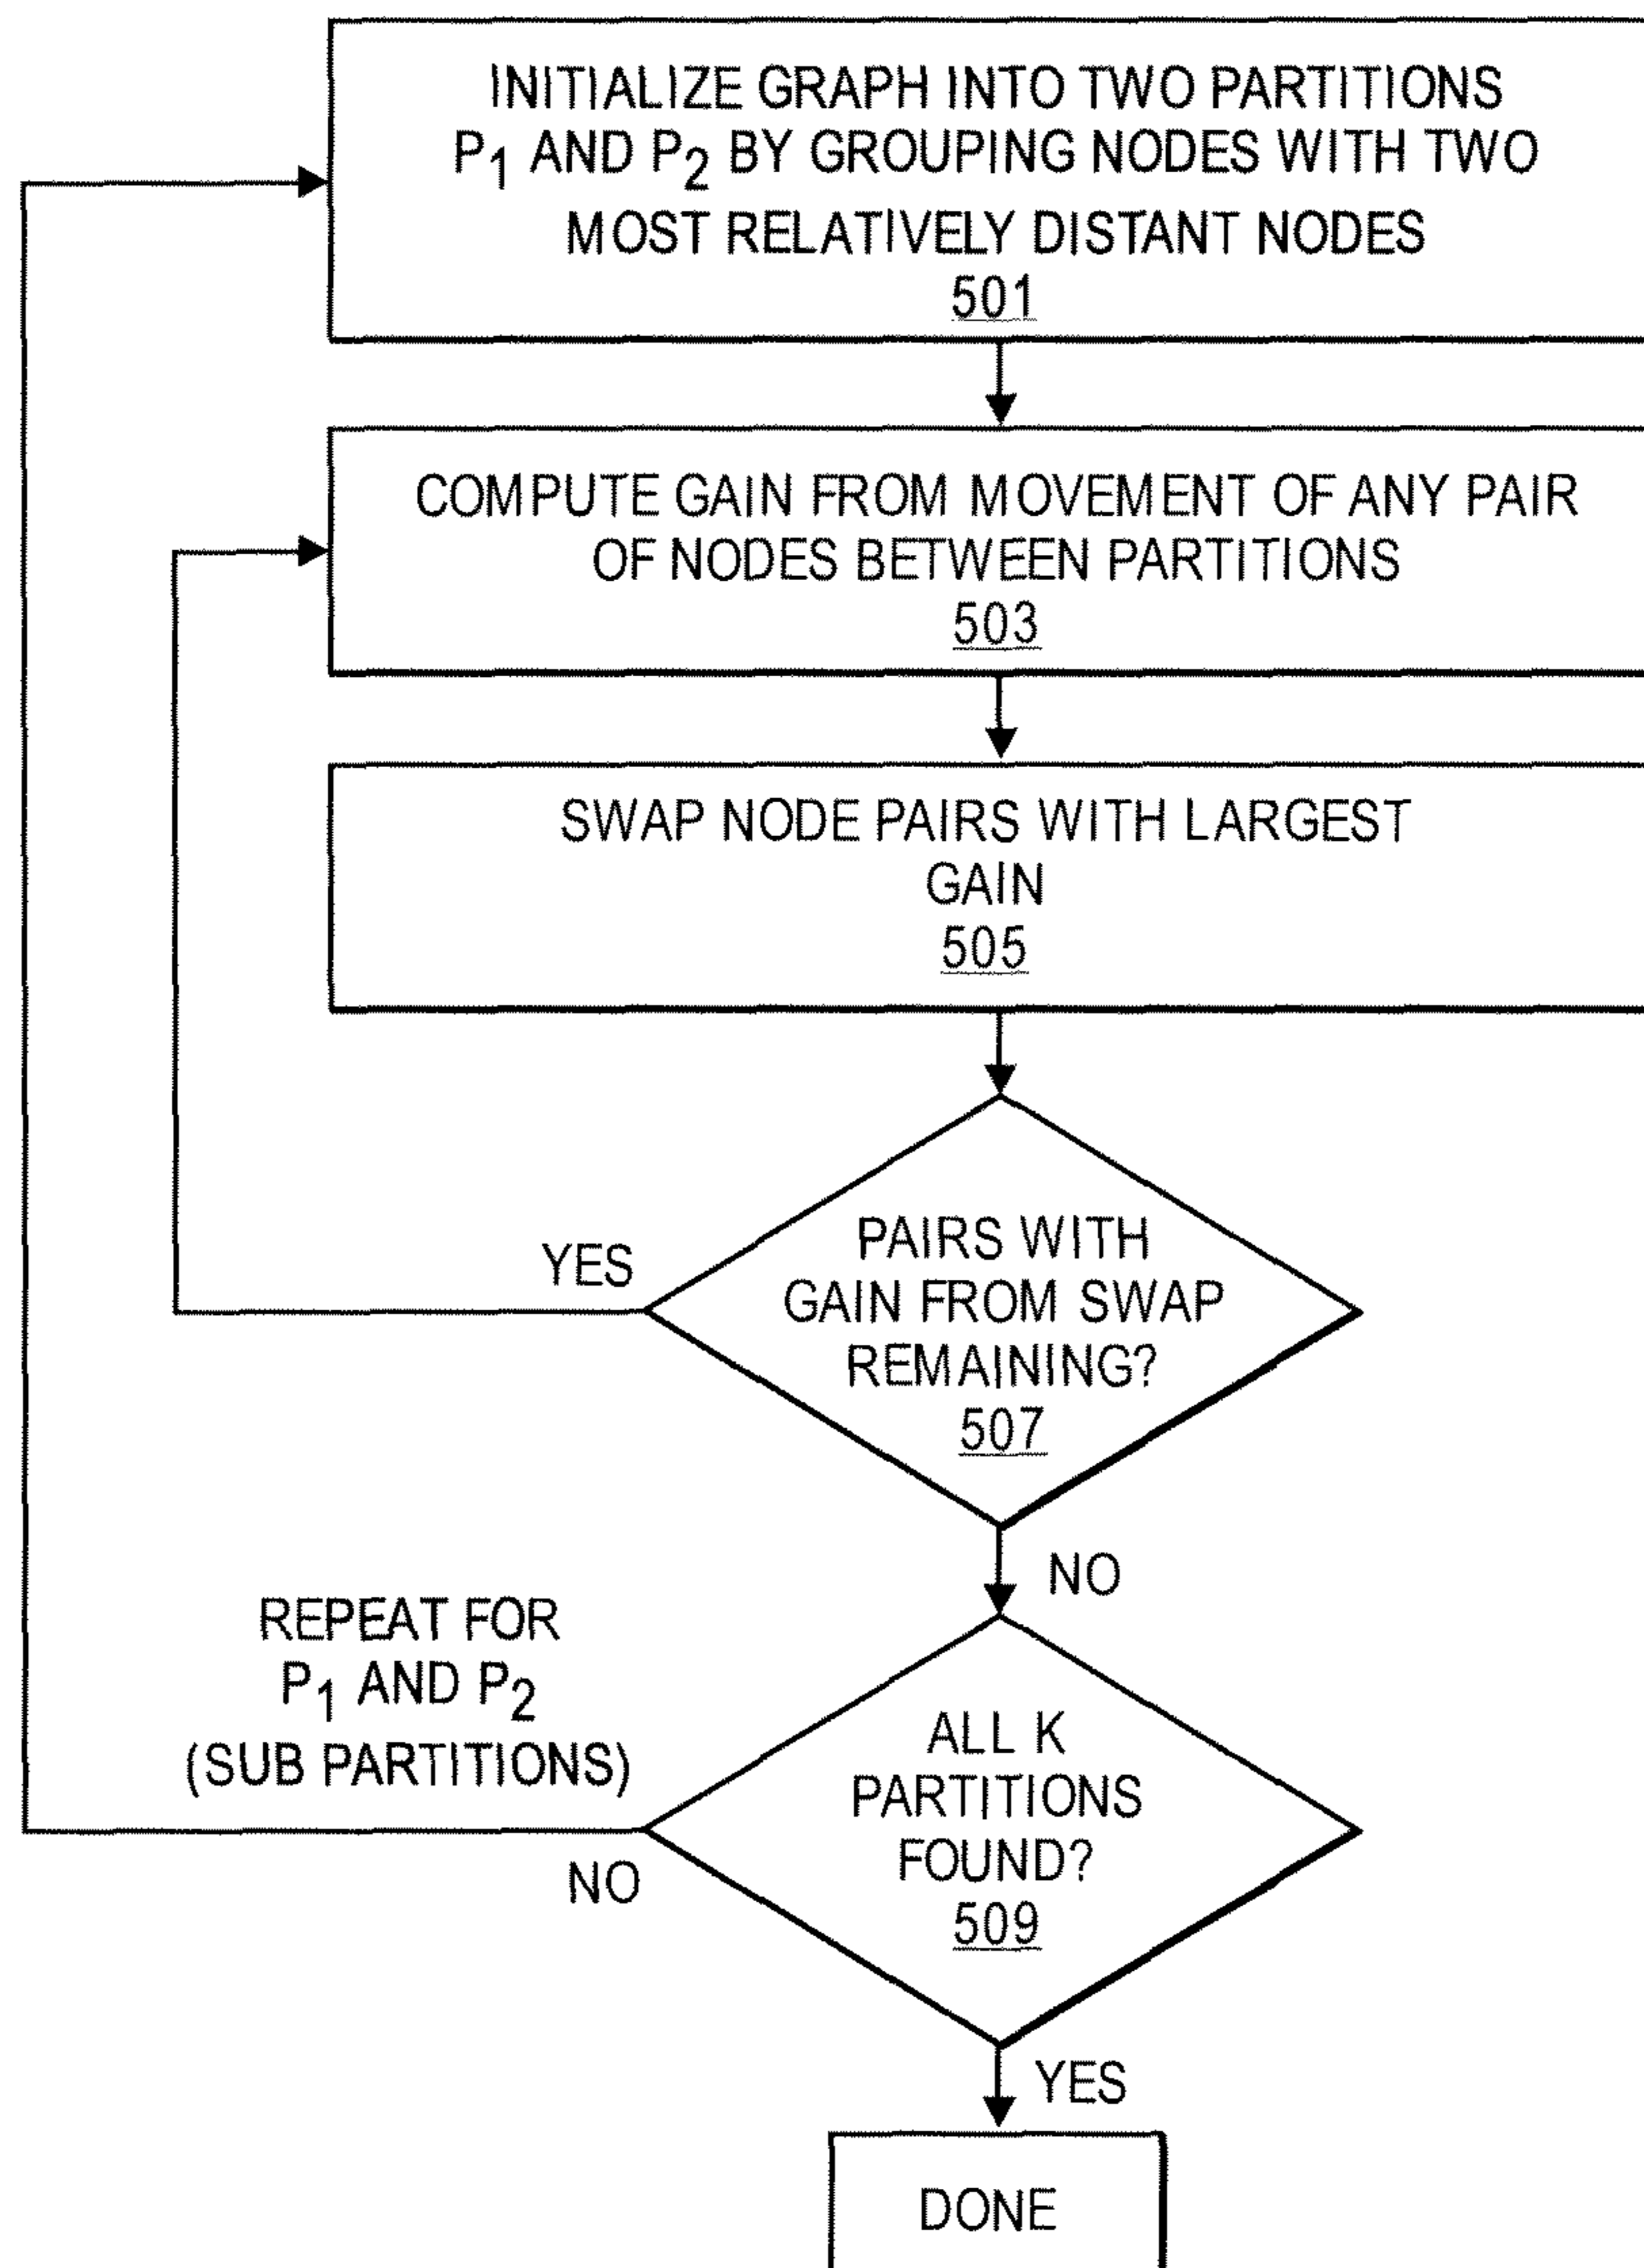 INITIALIZE GRAPH INTO TWO PARTITIONS
P1 AND P2 BY GROUPING NODES WITH TWO
MOST RELATIVELY DISTANT NODES
501
COMPUTE GAIN FROM MOVEMENT OF ANY PAIR
OF NODES BETWEEN PARTITIONS
503
SWAP NODE PAIRS WITH LARGEST
GAIN
505
YES
PAIRS WITH
GAIN FROM SWAP
REMAINING?
507
NO
REPEAT FOR
P1 AND P2
(SUB PARTITIONS)
NO
ALL K
PARTITIONS
FOUND?
509
YES
DONE